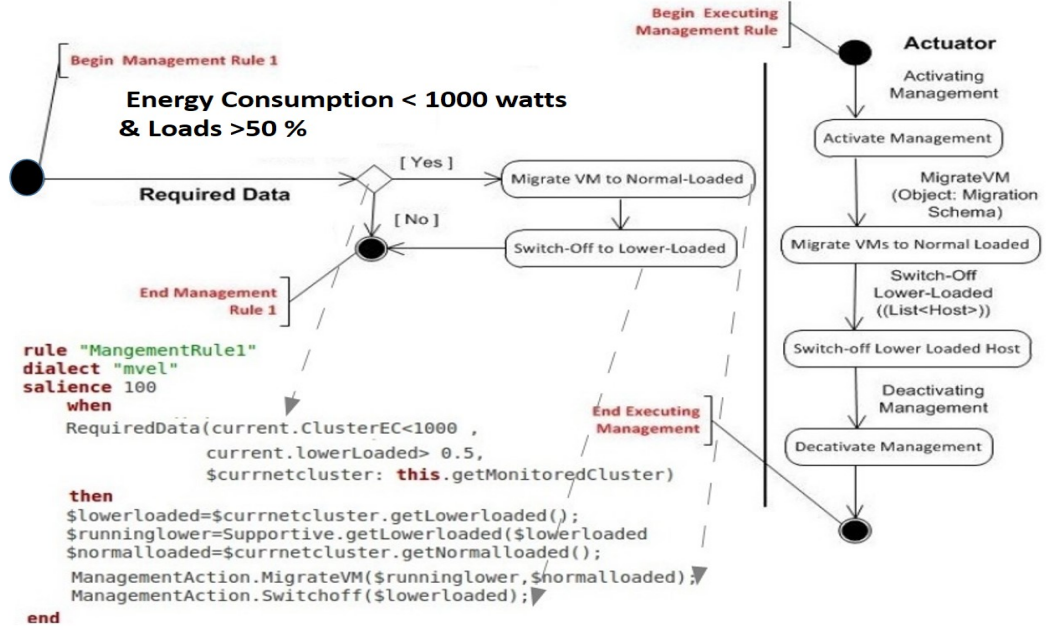 Begin Management Rule 1
Energy Consumption < 1000 watts
& Loads >50 %
Required Data
[ Yes ]
[ No ]
Migrate VM to Normal-Loaded
Switch-Off to Lower-Loaded
End Management
Rule 1
rule "MangementRule1"
dialect "mvel"
salience 100
when
RequiredData(current.ClusterEC<1000 ,
current.lowerLoaded> 0.5,
$currnetcluster: this.getMonitoredCluster)
then
$lowerloaded=$currnetcluster.getLowerloaded();
$runninglower=Supportive.getLowerloaded($lowerloaded
$normalloaded=$currnetcluster.getNormalloaded();
ManagementAction.MigrateVM($runninglower,$normalloaded);
ManagementAction.Switchoff($lowerloaded);
end
Begin Executing
Management Rule
Actuator
Activating
Management
Activate Management
MigrateVM
(Object: Migration
Schema)
Migrate VMs to Normal Loaded
Switch-Off
Lower-Loaded
((List<Host>))
Switch-off Lower Loaded Host
Deactivating
Management
End Executing
Management
Decativate Management